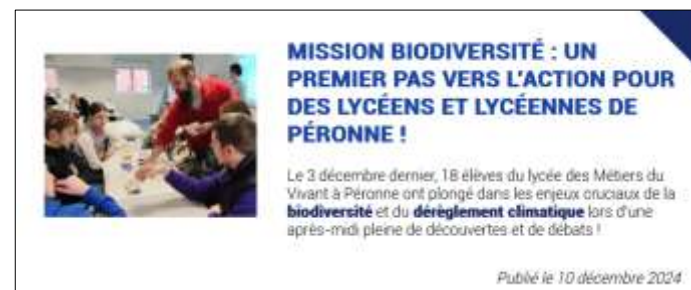 MISSION BIODIVERSITÉ : UN
PREMIER PAS VERS L'ACTION POUR
DES LYCÉENS ET LYCÉENNES DE
PÉRONNE !
Le 3 décembre dernier, 18 élèves du lycée des Métiers du
Vivant à Péronne ont plongé dans les enjeux cruciaux de la
biodiversité et du dérèglement climatique lors d'une
après-midi pleine de découvertes et de débats !
Publié le 10 décembre 2024